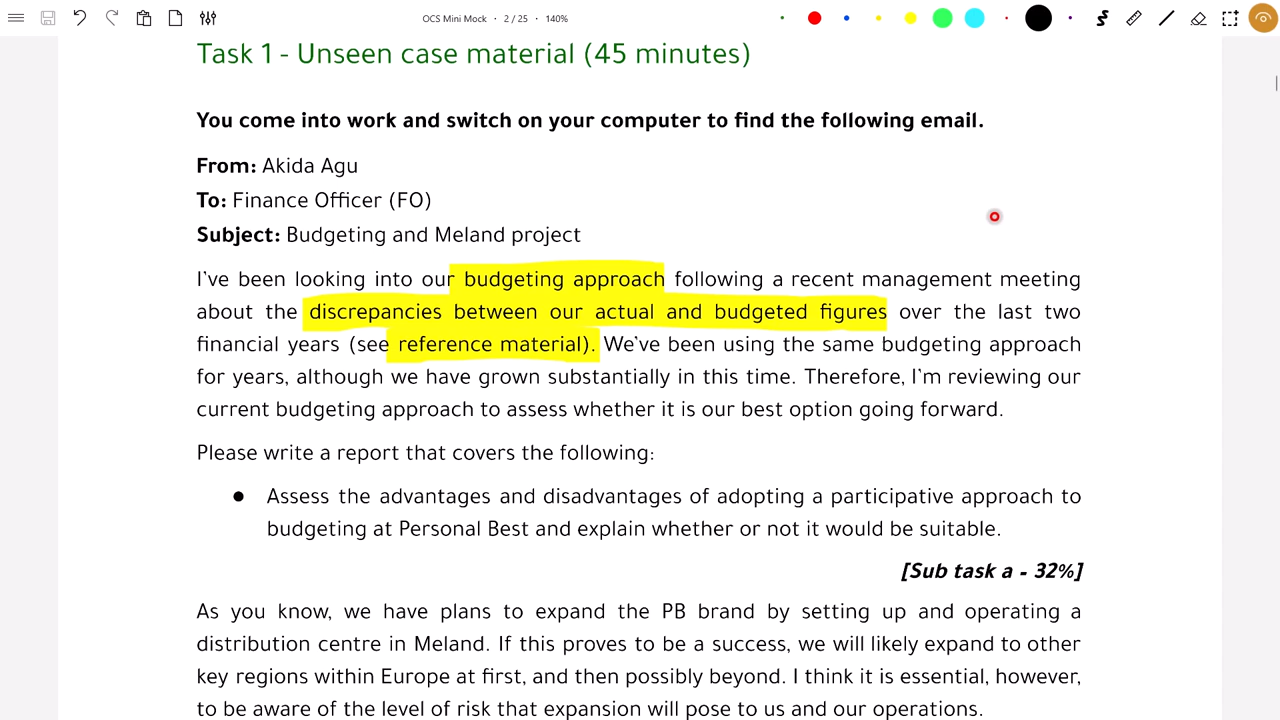 OCS Mini Mock • 2 / 25 • 140%
Task 1 - Unseen case material (45 minutes)
You come into work and switch on your computer to find the following email.
From: Akida Agu
To: Finance Officer (FO)
Subject: Budgeting and Meland project
I've been looking into our budgeting approach following a recent management meeting
about the discrepancies between our actual and budgeted figures over the last two
financial years (see reference material). We've been using the same budgeting approach
for years, although we have grown substantially in this time. Therefore, I'm reviewing our
current budgeting approach to assess whether it is our best option going forward.
Please write a report that covers the following:
● Assess the advantages and disadvantages of adopting a participative approach to
budgeting at Personal Best and explain whether or not it would be suitable.
[Sub task a - 32%]
As you know, we have plans to expand the PB brand by setting up and operating a
distribution centre in Meland. If this proves to be a success, we will likely expand to other
key regions within Europe at first, and then possibly beyond. I think it is essential, however,
to be aware of the level of risk that expansion will pose to us and our operations.